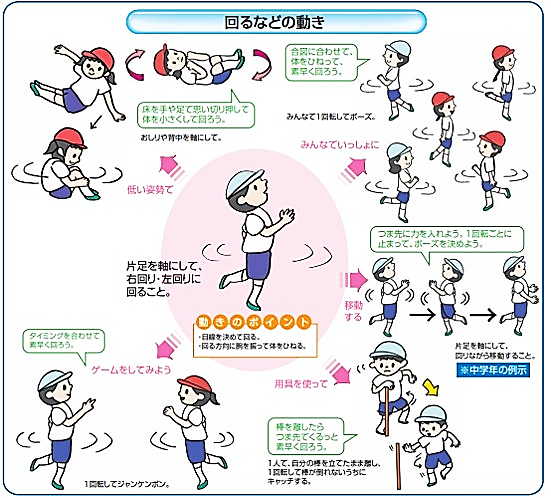 回るなどの動き
合図に合わせて、
体をひねって、
素早く回ろう。
床を手や足で思い切り押して
体を小さくして回ろう。
おしりや背中を軸にして。
みんなで1回転してポーズ。
低い姿勢で
みんなでいっしょに
つま先に力を入れよう。1回転ごとに
止まって、ポーズを決めよう。
片足を軸にして、
右回り・左回りに
回ること。
移動
する
動きのポイント
・目線を決めて回る。
・回る方向に腕を振って体をひねる。
片足を軸にして、
回りながら移動すること。
※中学年の例示
タイミングを合わせて
素早く回ろう。
ゲームをしてみよう
用具を使って
棒を離したら
つま先でくるっと
素早く回ろう。
1回転してジャンケンポン。
1人で、自分の棒を立てたまま離し、
1回転して棒が倒れないうちに
キャッチする。